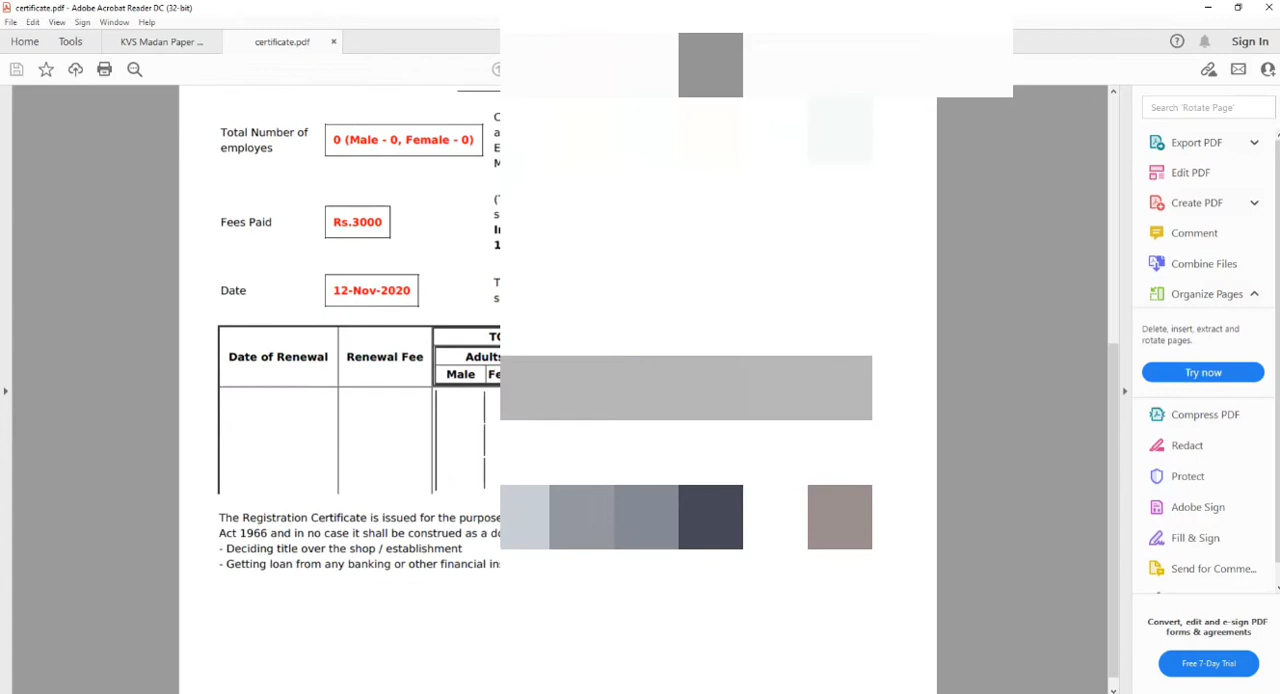 certificate.pdf - Adobe Acrobat Reader DC (32-bit)
File Edit View Sign Window Help
Home Tools KVS Madan Paper ... certificate.pdf × Sign In
Search 'Rotate Page'
Total Number of
employes
0 (Male - 0, Female - 0)
Fees Paid
Rs.3000
Date
12-Nov-2020
Date of Renewal Renewal Fee
Male
The Registration Certificate is issued for the purpose
Act 1966 and in no case it shall be construed as a
- Deciding title over the shop / establishment
- Getting loan from any banking or other financial
Export PDF
Edit PDF
Create PDF
Comment
Combine Files
Organize Pages
Delete, insert, extract and
rotate pages.
Try now
Compress PDF
Redact
Protect
Adobe Sign
Fill & Sign
Send for Comme...
Convert, edit and e-sign PDF
forms & agreements
Free 7-Day Trial